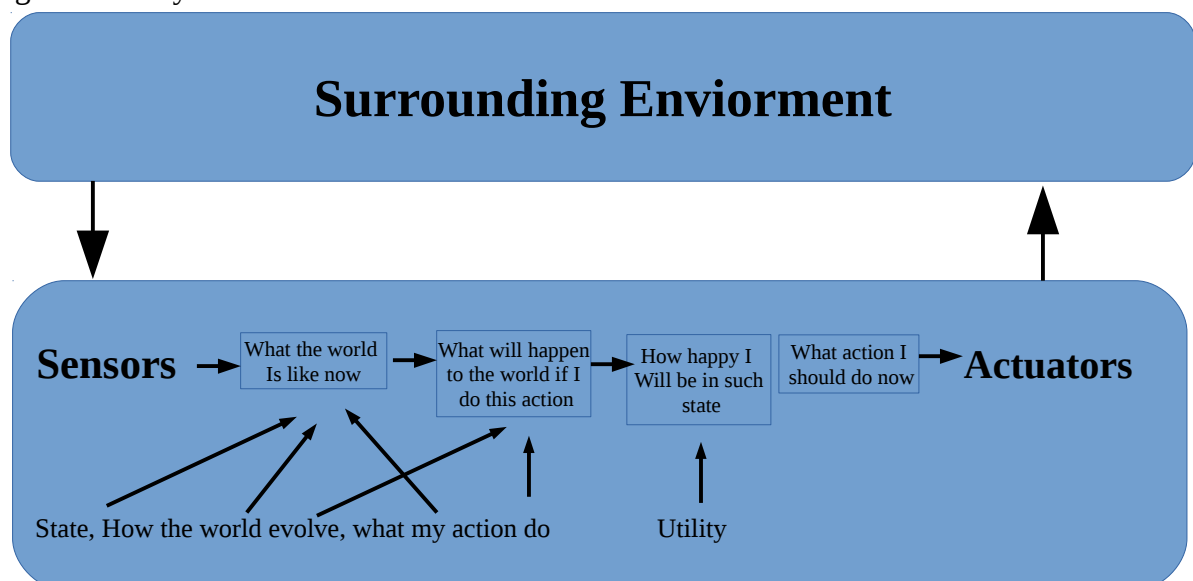 Surrounding Enviorment
Sensors
What the world
Is like now
What will happen
to the world if I
do this action
How happy I
Will be in such
state
What action I
should do now
Actuators
State, How the world evolve, what my action do
Utility